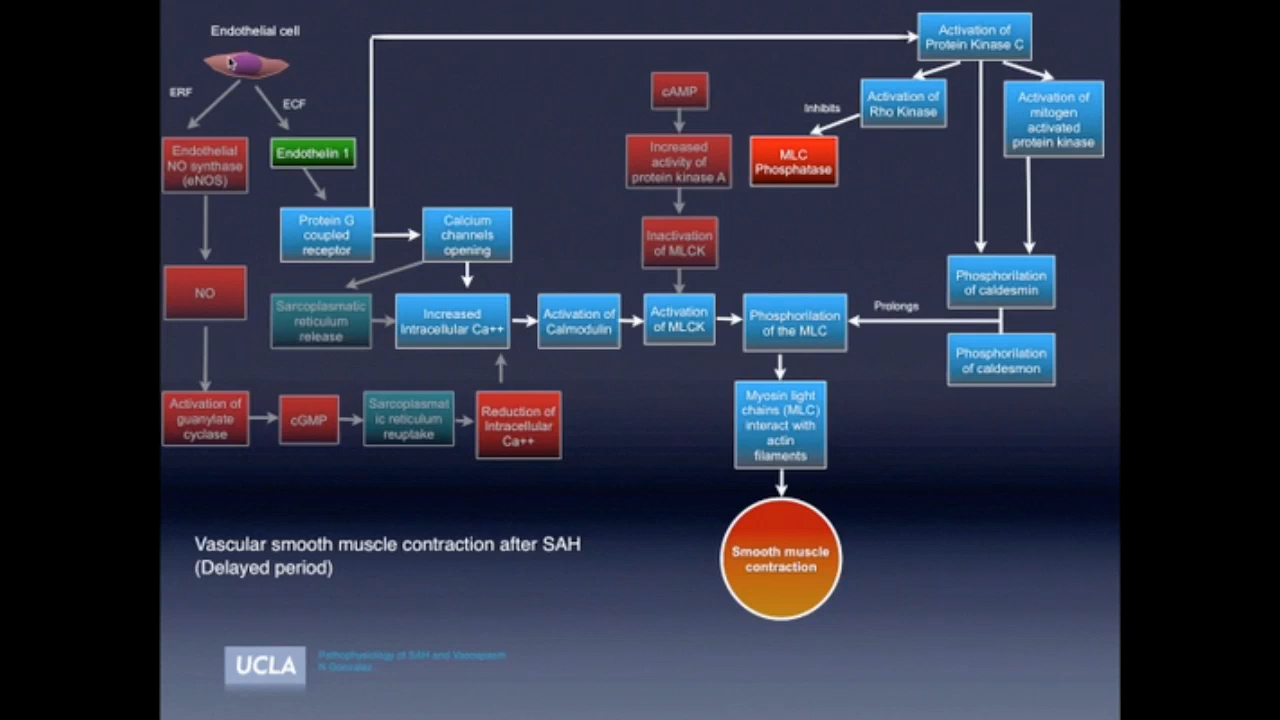 Endothelial cell
ERF
ECF
Endothelial
NO synthase
(eNOS)
Endothelin 1
NO
Activation of
guanylate
cyclase
cGMP
Sarcoplasmat
ic reticulum
reuptake
Reduction of
Intracellular
Ca++
Protein G
coupled
receptor
Calcium
channels
opening
Sarcoplasmatic
reticulum
release
Increased
Intracellular Ca++
Activation of
Calmodulin
cAMP
Increased
activity of
protein kinase A
Inactivation
of MLCK
Activation
of MLCK
Phosphorilation
of the MLC
Myosin light
chains (MLC)
interact with
actin
filaments
Smooth muscle
contraction
Activation of
Protein Kinase C
Activation of
Rho Kinase
Inhibits
MLC
Phosphatase
Activation of
mitogen
activated
protein kinase
Phosphorilation
of caldesmin
Prolongs
Phosphorilation
of caldesmon
Vascular smooth muscle contraction after SAH
(Delayed period)
UCLA
Pathophysiology of SAH and Vasospasm
N Gonzalez